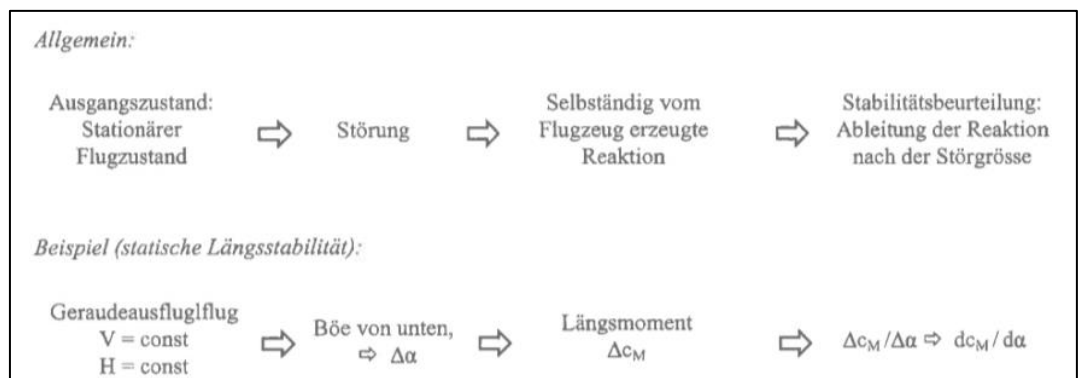 Allgemein:
Ausgangszustand:
Stationärer
Flugzustand
⇨
Störung
⇨
Selbständig vom
Flugzeug erzeugte
Reaktion
⇨
Stabilitätsbeurteilung:
Ableitung der Reaktion
nach der Störgrösse
Beispiel (statische Längsstabilität):
Geraudeausfluglflug
V = const
H = const
⇨
Böe von unten,
⇨ Δα
⇨
Längsmoment
Δc_M
⇨
Δc_M/Δα ⇨ dc_M/dα